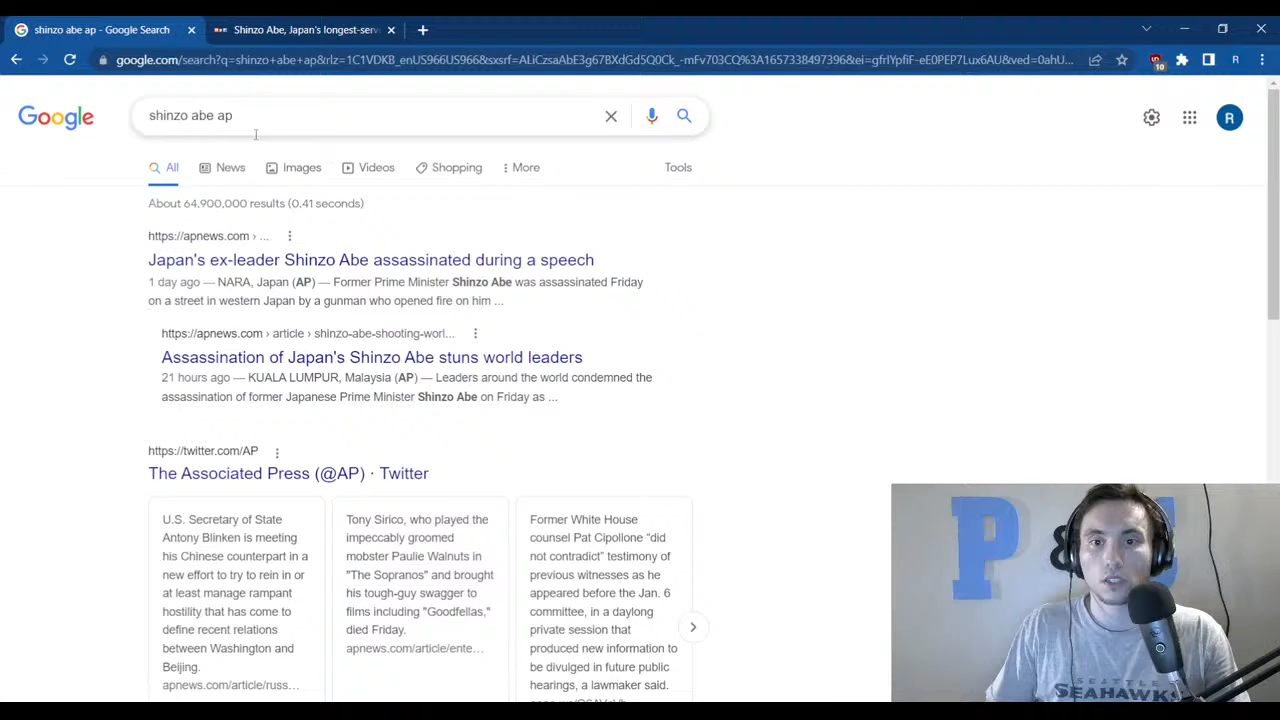 shinzo abe ap - Google Search
Shinzo Abe, Japan's longest-serv
google.com/search?q=shinzo+abe+ap&rlz=1C1VDKB_enUS966US966&sxsrf=ALiCzsaAbE3g67BXdGd5Q0Ck_-mFv703CQ%3A1657338497396&ei=gfrIYpfiF-eE0PEP7Lux6AU&ved=0ahU...
10
R
Google
shinzo abe ap
R
All
News
Images
Videos
Shopping
More
Tools
About 64,900,000 results (0.41 seconds)
https://apnews.com › ...
Japan's ex-leader Shinzo Abe assassinated during a speech
1 day ago — NARA, Japan (AP) — Former Prime Minister Shinzo Abe was assassinated Friday
on a street in western Japan by a gunman who opened fire on him ...
https://apnews.com › article › shinzo-abe-shooting-worl...
Assassination of Japan's Shinzo Abe stuns world leaders
21 hours ago — KUALA LUMPUR, Malaysia (AP) — Leaders around the world condemned the
assassination of former Japanese Prime Minister Shinzo Abe on Friday as ...
https://twitter.com/AP
The Associated Press (@AP) · Twitter
U.S. Secretary of State
Antony Blinken is meeting
his Chinese counterpart in a
new effort to try to rein in or
at least manage rampant
hostility that has come to
define recent relations
between Washington and
Beijing.
apnews.com/article/russ...
Tony Sirico, who played the
impeccably groomed
mobster Paulie Walnuts in
"The Sopranos" and brought
his tough-guy swagger to
films including "Goodfellas,"
died Friday.
apnews.com/article/ente...
Former White House
counsel Pat Cipollone "did
not contradict" testimony of
previous witnesses as he
appeared before the Jan. 6
committee, in a daylong
private session that
produced new information to
be divulged in future public
hearings, a lawmaker said.
P &
SEATTLE
SEAHAWKS